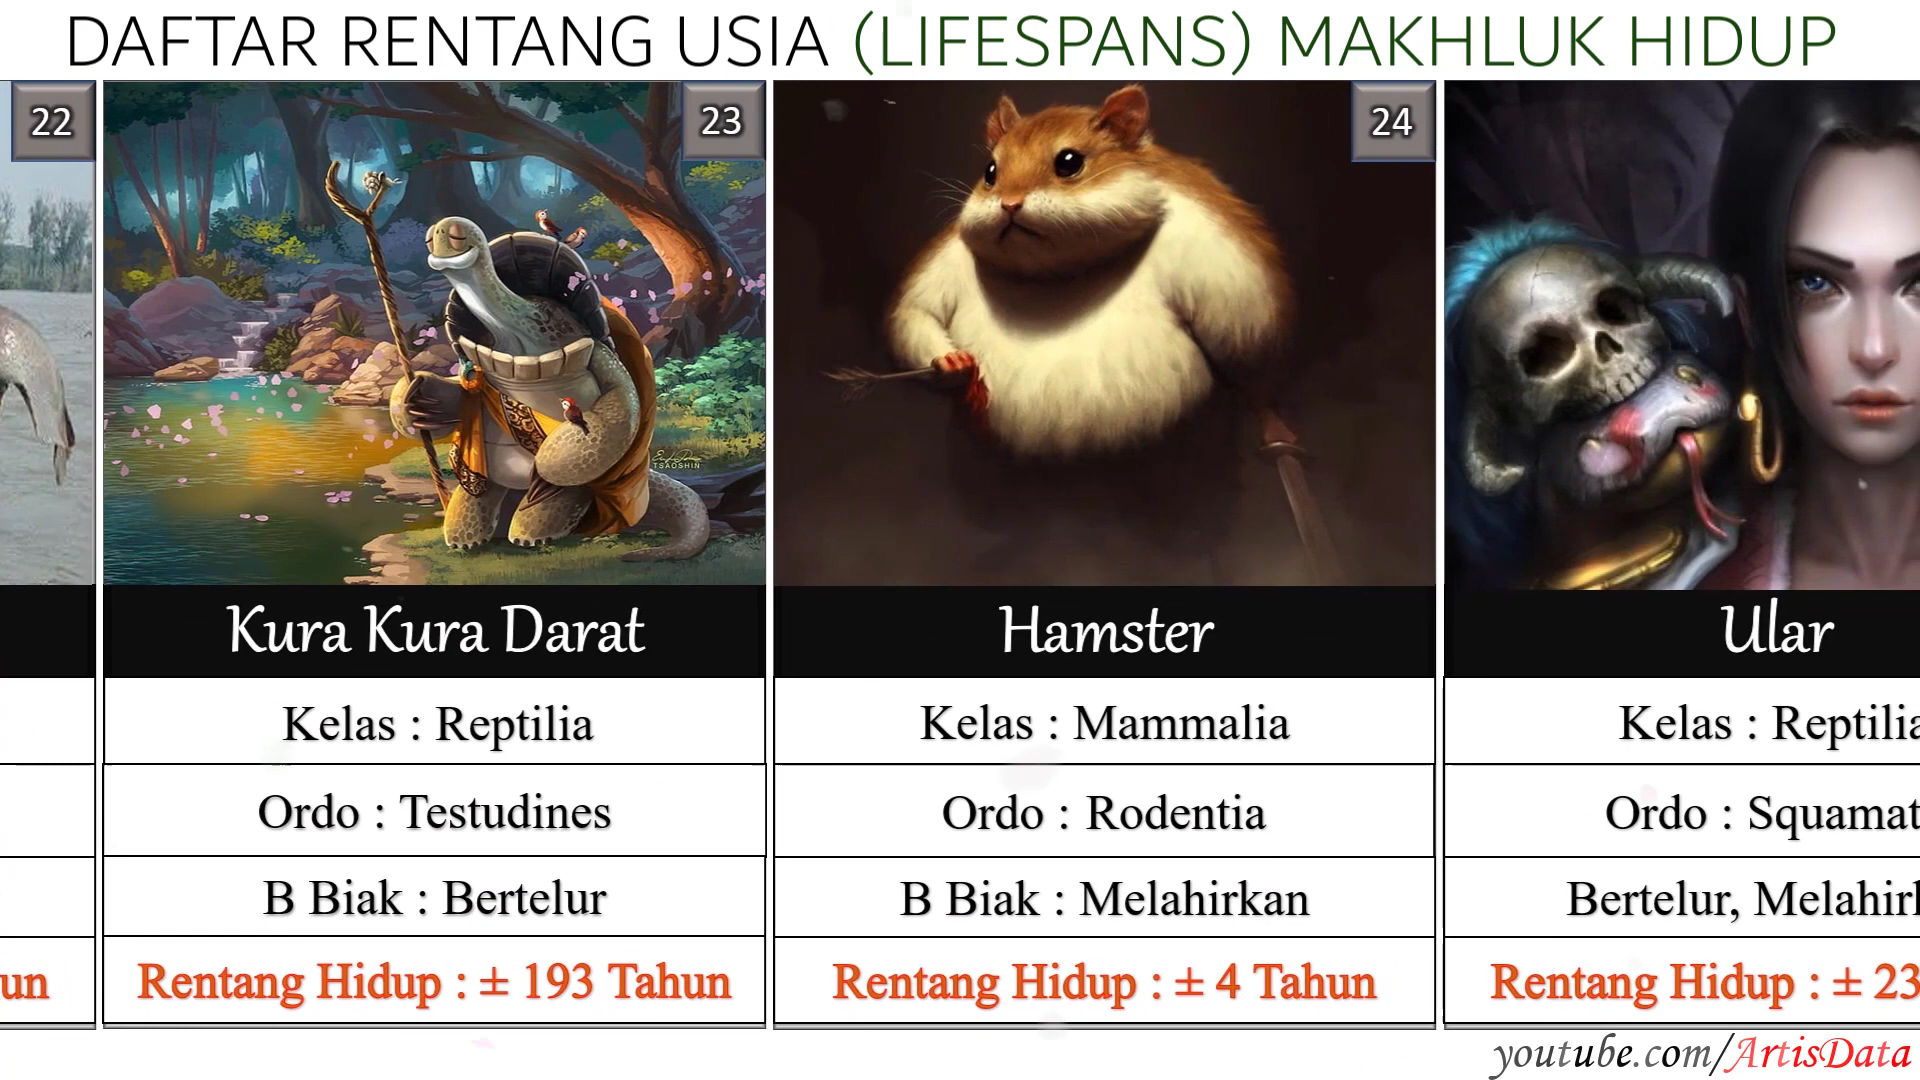 DAFTAR RENTANG USIA (LIFESPANS) MAKHLUK HIDUP
22
23
24
TSAOSHIN
Kura Kura Darat
Hamster
Ular
Kelas : Reptilia
Kelas : Mammalia
Kelas : Reptilia
Ordo : Testudines
Ordo : Rodentia
Ordo : Squamat
B Biak : Bertelur
B Biak : Melahirkan
Bertelur, Melahirk
un
Rentang Hidup : ± 193 Tahun
Rentang Hidup : ± 4 Tahun
Rentang Hidup : ± 23
youtube.com/ArtisData